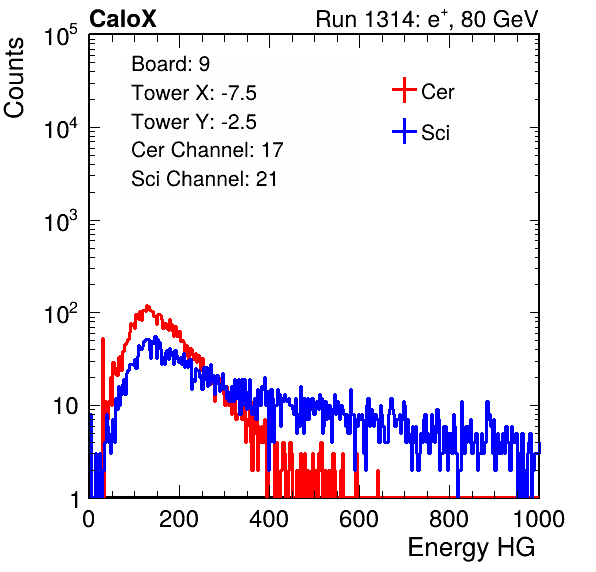 CaloX Run 1314: e⁺, 80 GeV
Counts
10⁵
10⁴
10³
10²
10
1
Board: 9
Tower X: -7.5
Tower Y: -2.5
Cer Channel: 17
Sci Channel: 21
Cer
Sci
0 200 400 600 800 1000
Energy HG